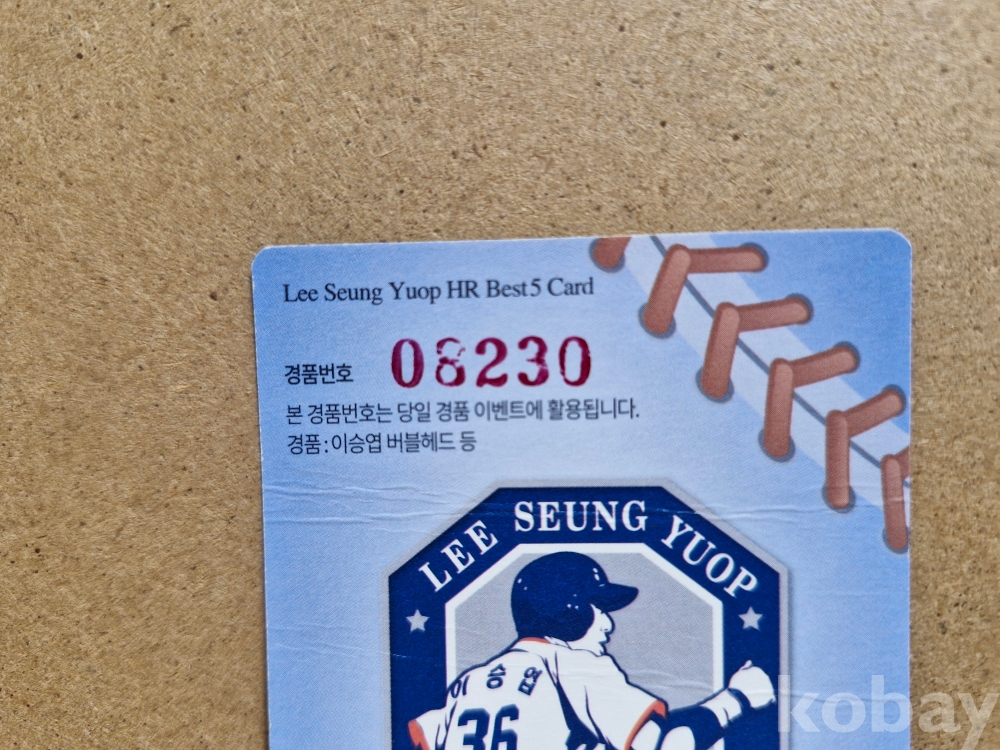 Lee Seung Yuop HR Best5 Card
경품번호 08230
본 경품번호는 당일 경품 이벤트에 활용됩니다.
경품 : 이승엽 버블헤드 등
LEE SEUNG YUOP
이승엽
36
kobay